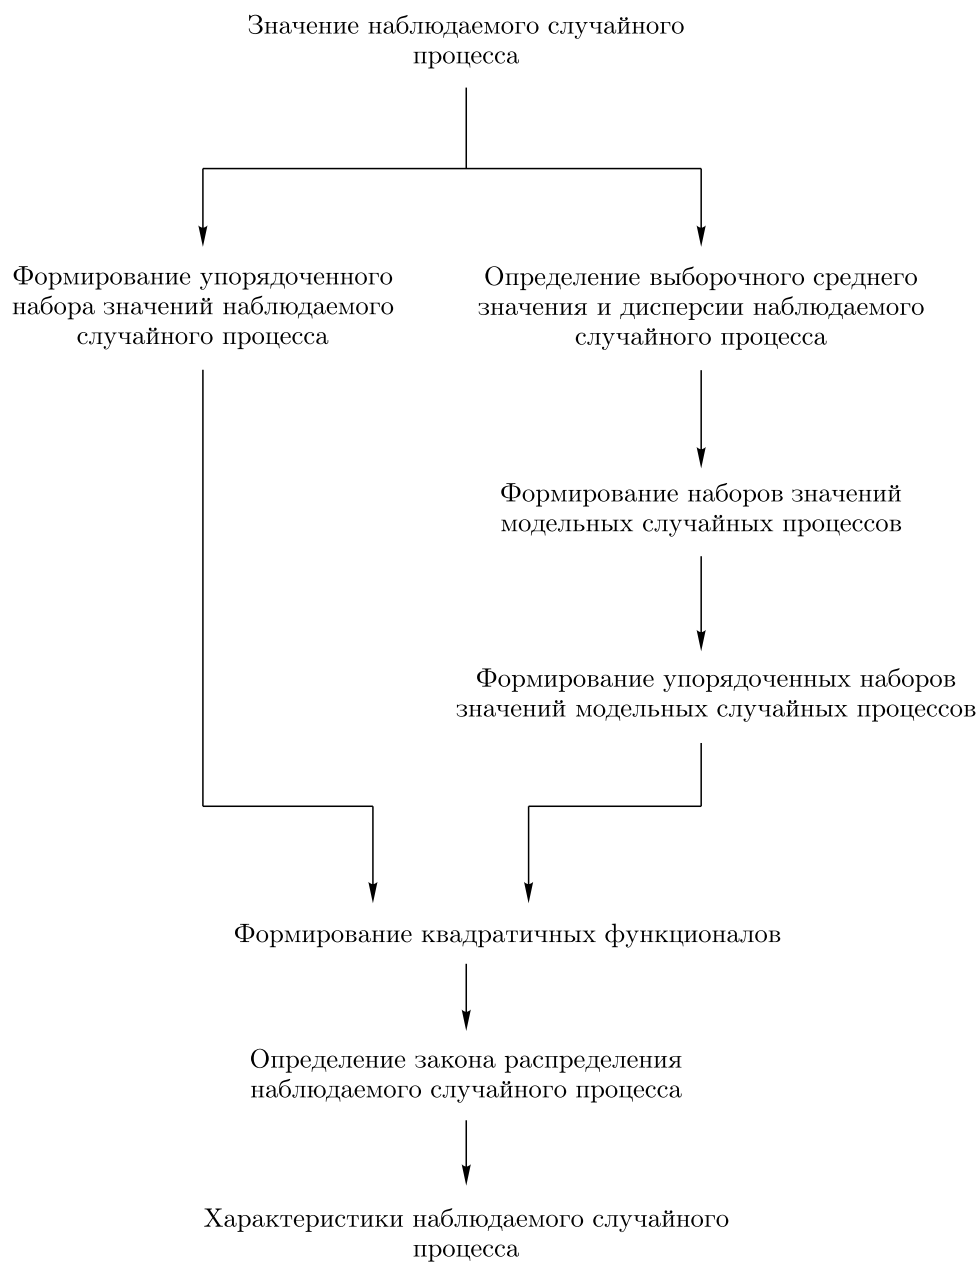 Значение наблюдаемого случайного
процесса
Формирование упорядоченного
набора значений наблюдаемого
случайного процесса
Определение выборочного среднего
значения и дисперсии наблюдаемого
случайного процесса
Формирование наборов значений
модельных случайных процессов
Формирование упорядоченных наборов
значений модельных случайных процессов
Формирование квадратичных функционалов
Определение закона распределения
наблюдаемого случайного процесса
Характеристики наблюдаемого случайного
процесса